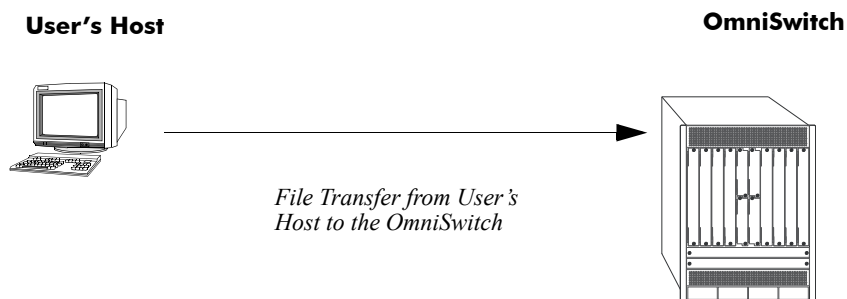 User’s Host
OmniSwitch
File Transfer from User’s
Host to the OmniSwitch